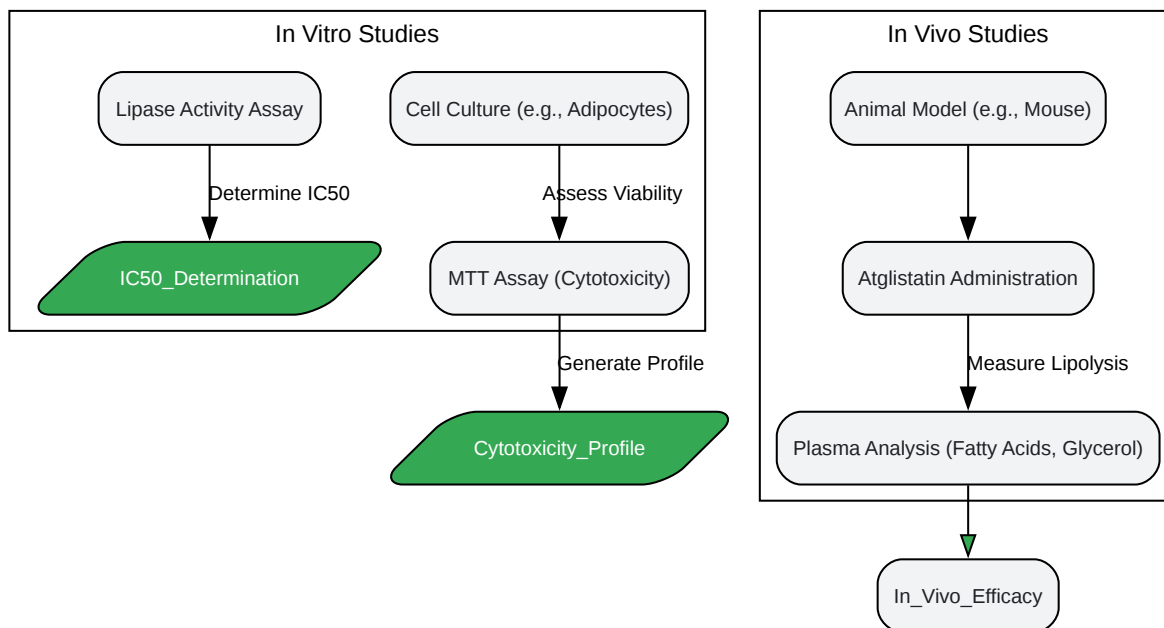 In Vitro Studies
Lipase Activity Assay
Cell Culture (e.g., Adipocytes)
Determine IC50
Assess Viability
IC50_Determination
MTT Assay (Cytotoxicity)
Generate Profile
Cytotoxicity_Profile
In Vivo Studies
Animal Model (e.g., Mouse)
Atglistatin Administration
Measure Lipolysis
Plasma Analysis (Fatty Acids, Glycerol)
In_Vivo_Efficacy